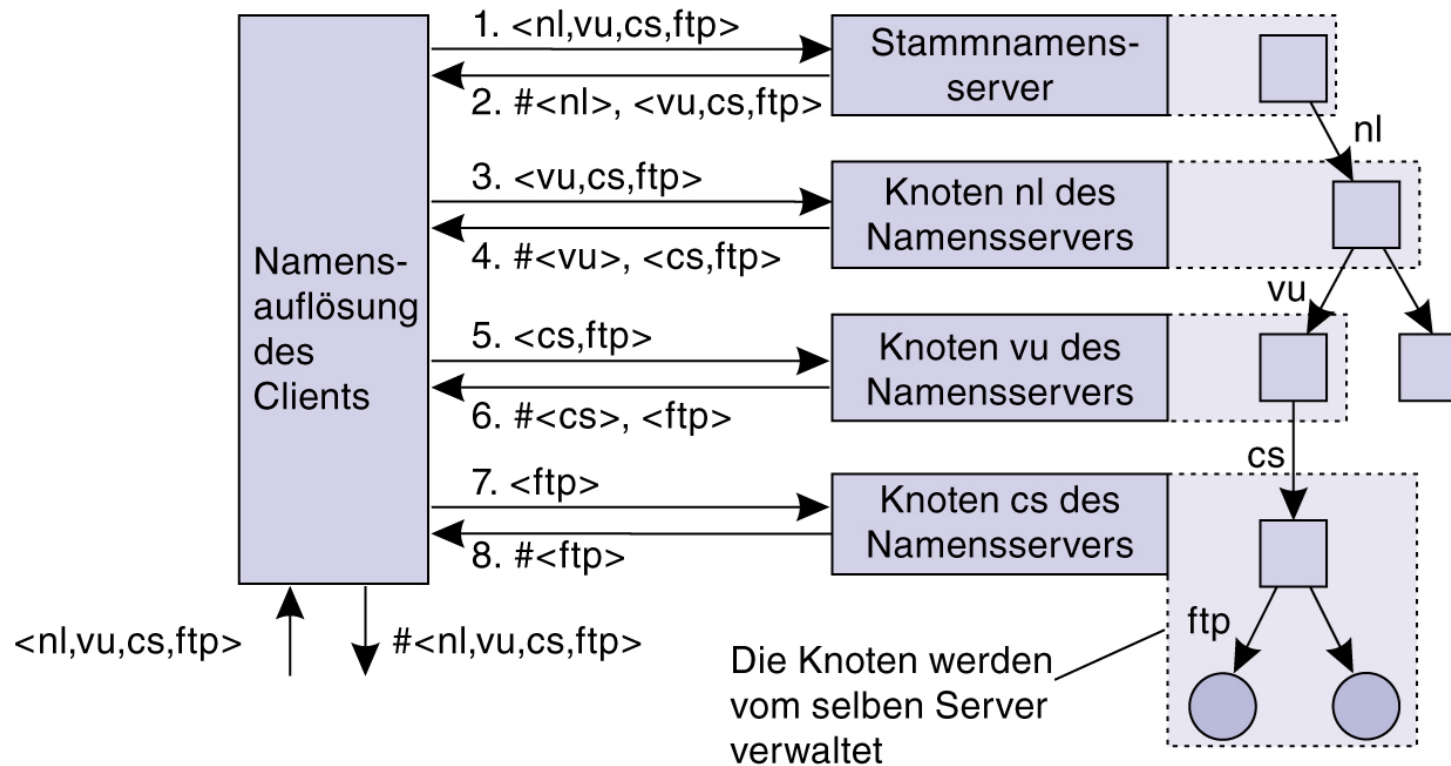 1. <nl,vu,cs,ftp>
2. #<nl>, <vu,cs,ftp>
Stammnamens-
server
nl
3. <vu,cs,ftp>
4. #<vu>, <cs,ftp>
Knoten nl des
Namensservers
vu
Namens-
auflösung
des
Clients
5. <cs,ftp>
6. #<cs>, <ftp>
Knoten vu des
Namensservers
cs
7. <ftp>
8. #<ftp>
Knoten cs des
Namensservers
ftp
<nl,vu,cs,ftp>
#<nl,vu,cs,ftp>
Die Knoten werden
vom selben Server
verwaltet